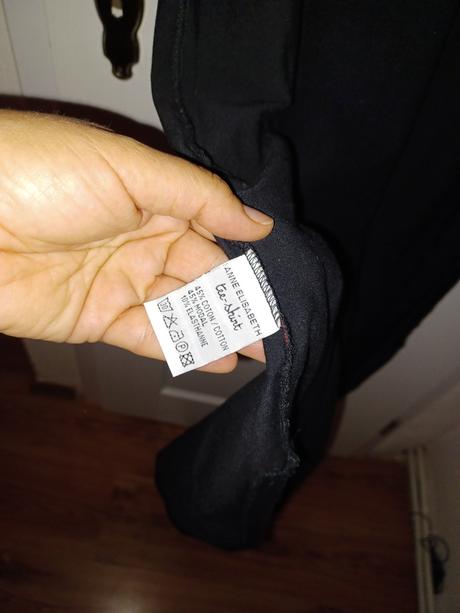 ANNE ELISABETH
tee-shirt
45% COTON / COTTON
45% MODAL
10% ELASTHANNE